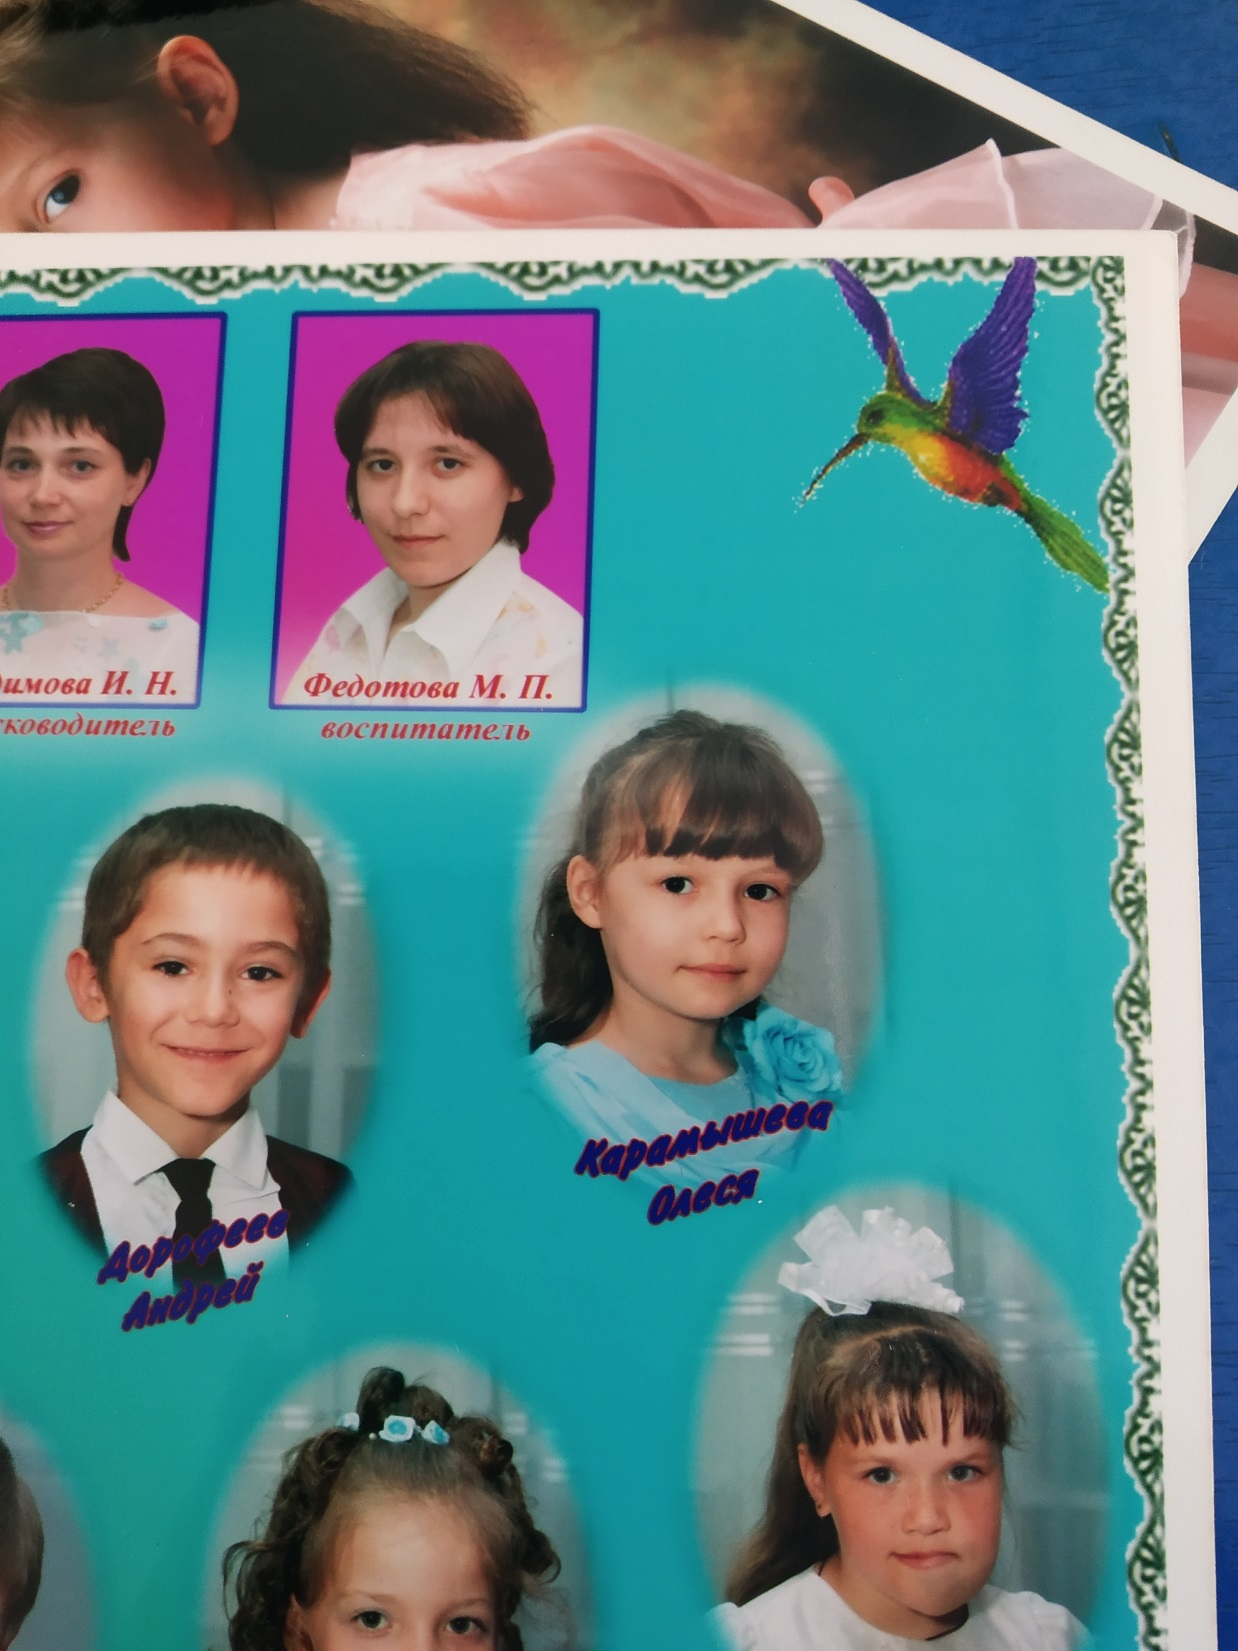 И. Н.
Федотова М. П.
воспитатель
Карамышева
Олеся
Дорофеев
Андрей